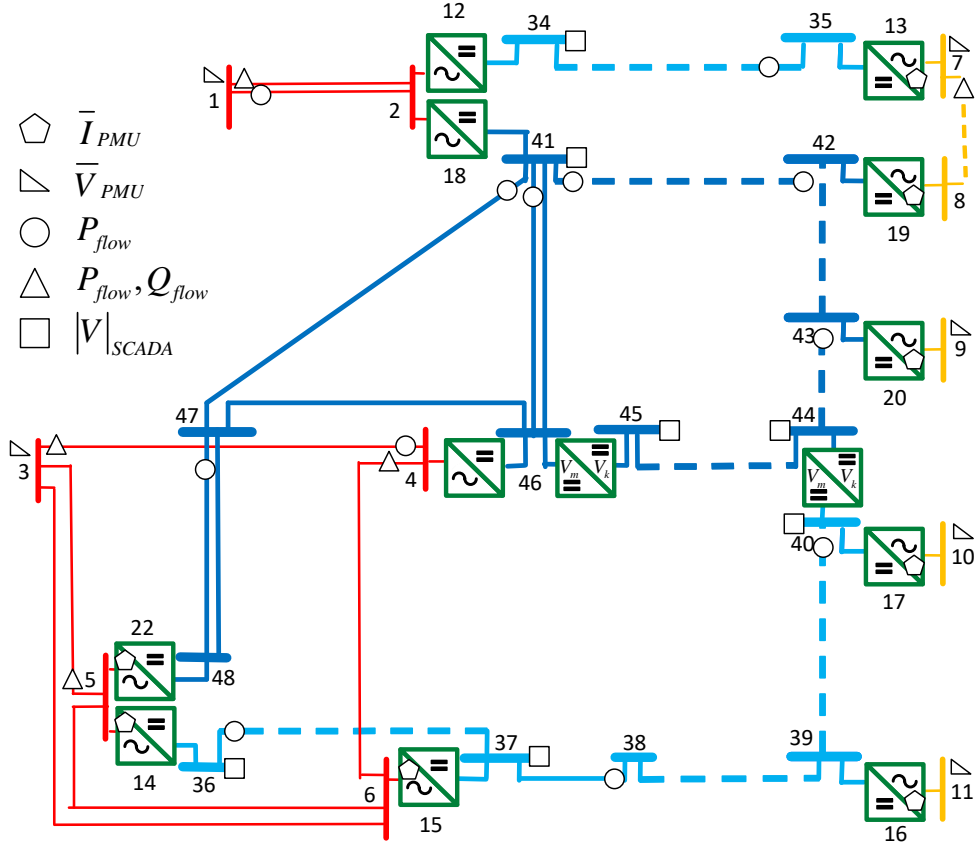 12 34 35 13
7
1 2
I̅ PMU
18 41 42
V̅ PMU
8
19
P flow
P flow , Q flow
43 9
|V| SCADA
20
47 45 44
3 4 46 V m V k V m V k
40 10
17
22
5 48
37 38 39
14 36 6 15 11
16